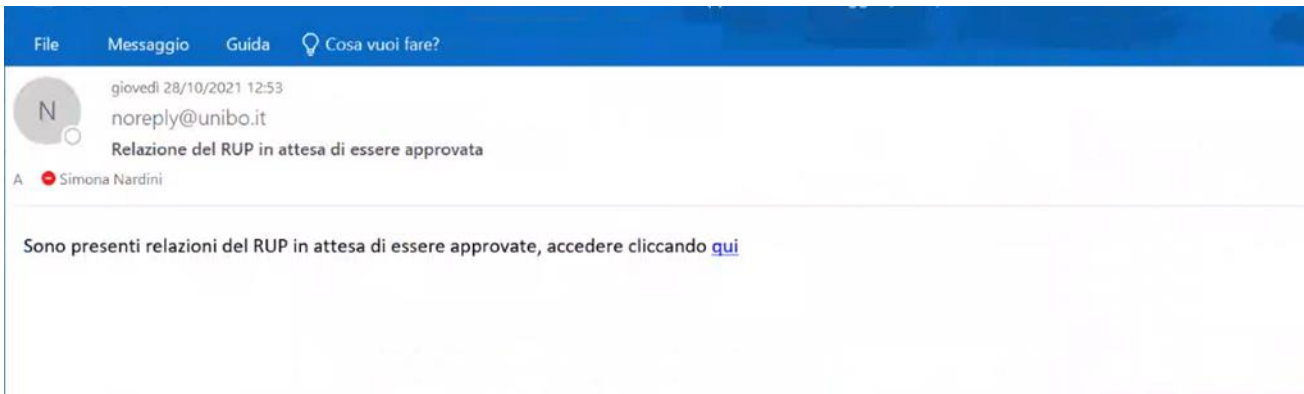 File Messaggio Guida Cosa vuoi fare?
giovedì 28/10/2021 12:53
N
noreply@unibo.it
Relazione del RUP in attesa di essere approvata
A Simona Nardini
Sono presenti relazioni del RUP in attesa di essere approvate, accedere cliccando qui